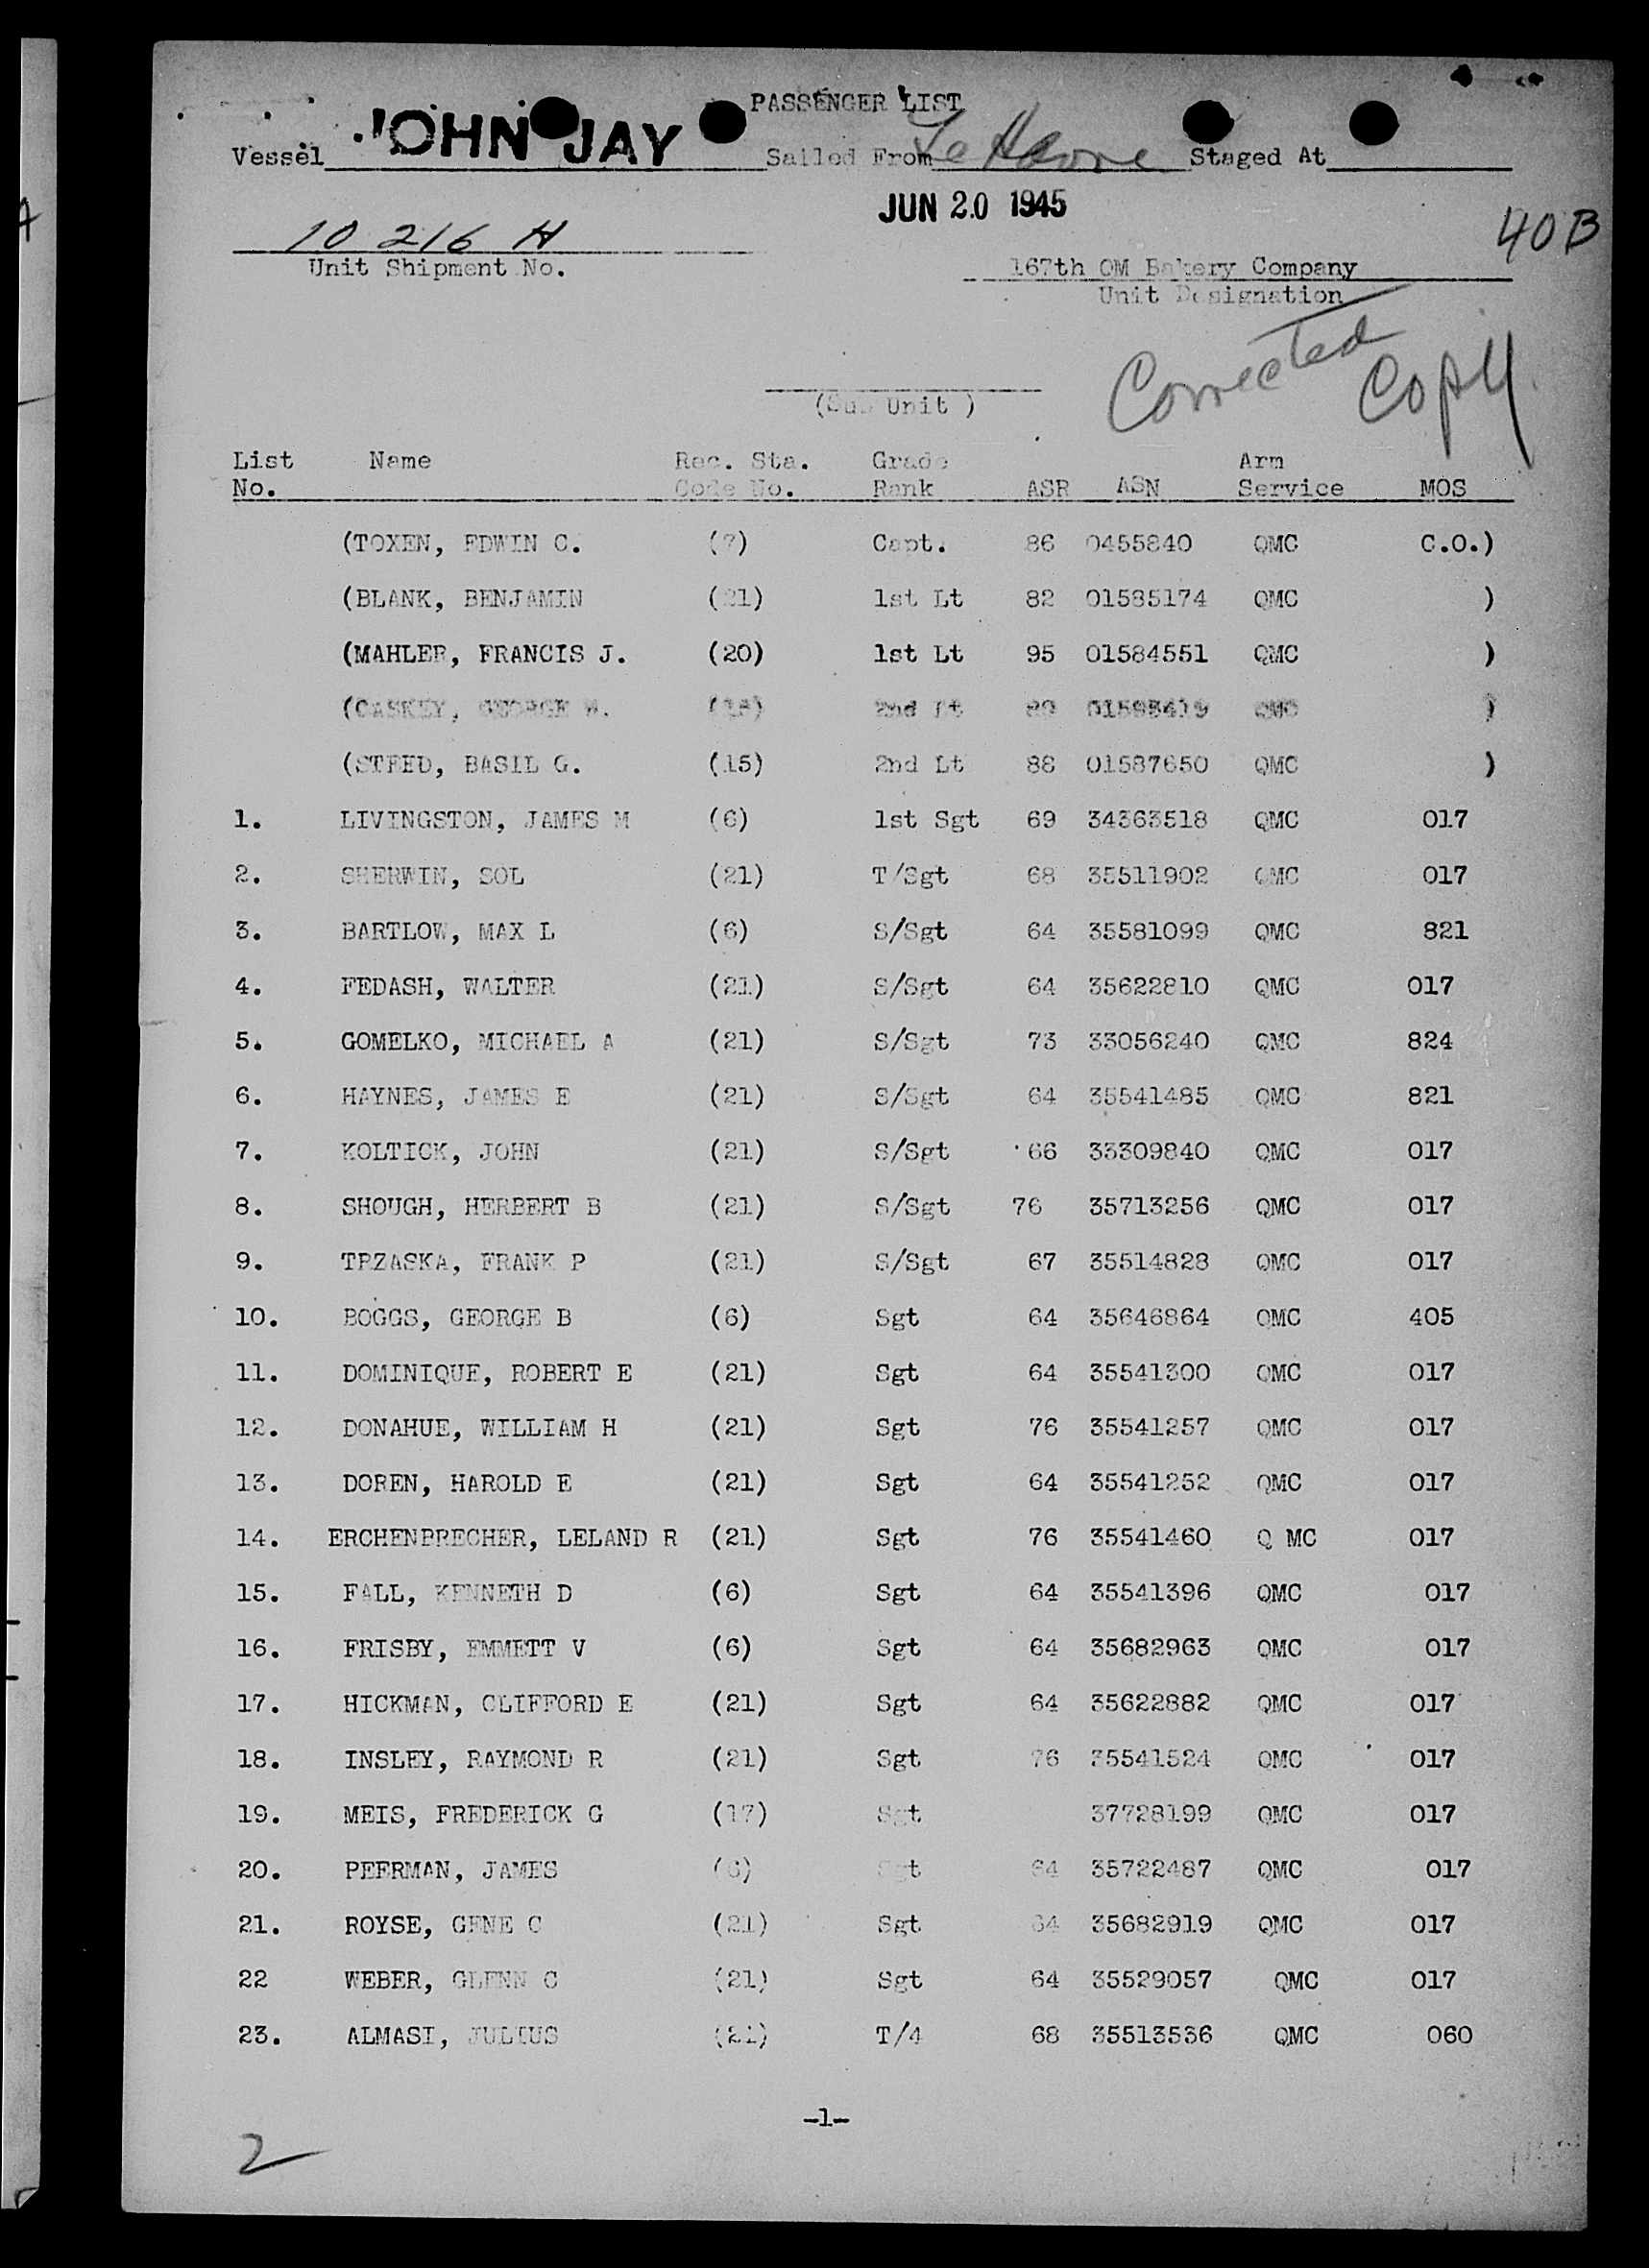 PASSENGER LIST
Vessel JOHN JAY Sailed From Le Havre Staged At
JUN 20 1945
40B
10 216 H
Unit Shipment No.
167th QM Bakery Company
Unit Designation
Corrected Copy
(Sub Unit )
List Name Rec. Sta. Grade Arm
No. Code No. Rank ASR ASN Service MOS
(TOXEN, EDWIN C. (7) Capt. 86 0455840 QMC C.O.)
(BLANK, BENJAMIN (21) 1st Lt 82 01585174 QMC )
(MAHLER, FRANCIS J. (20) 1st Lt 95 01584551 QMC )
(CASKEY, GEORGE W. 2nd Lt QMC )
(STEED, BASIL G. (15) 2nd Lt 88 01587650 QMC )
1. LIVINGSTON, JAMES M (6) 1st Sgt 69 34363518 QMC 017
2. SHERWIN, SOL (21) T/Sgt 68 35511902 QMC 017
3. BARTLOW, MAX L (6) S/Sgt 64 35581099 QMC 821
4. FEDASH, WALTER (21) S/Sgt 64 35622810 QMC 017
5. GOMELKO, MICHAEL A (21) S/Sgt 73 33056240 QMC 824
6. HAYNES, JAMES E (21) S/Sgt 64 35541485 QMC 821
7. KOLTICK, JOHN (21) S/Sgt 66 33309840 QMC 017
8. SHOUGH, HERBERT B (21) S/Sgt 76 35713256 QMC 017
9. TRZASKA, FRANK P (21) S/Sgt 67 35514828 QMC 017
10. BOGGS, GEORGE B (6) Sgt 64 35646864 QMC 405
11. DOMINIQUE, ROBERT E (21) Sgt 64 35541300 QMC 017
12. DONAHUE, WILLIAM H (21) Sgt 76 35541257 QMC 017
13. DOREN, HAROLD E (21) Sgt 64 35541252 QMC 017
14. ERCHENBRECHER, LELAND R (21) Sgt 76 35541460 Q MC 017
15. FALL, KENNETH D (6) Sgt 64 35541396 QMC 017
16. FRISBY, EMMETT V (6) Sgt 64 35682963 QMC 017
17. HICKMAN, CLIFFORD E (21) Sgt 64 35622882 QMC 017
18. INSLEY, RAYMOND R (21) Sgt 76 35541524 QMC 017
19. MEIS, FREDERICK G (17) Sgt 37728199 QMC 017
20. PEERMAN, JAMES (6) Sgt 64 35722487 QMC 017
21. ROYSE, GENE C (21) Sgt 64 35682919 QMC 017
22 WEBER, GLENN C (21) Sgt 64 35529057 QMC 017
23. ALMASI, JULIUS (21) T/4 68 35513536 QMC 060
-1-
2